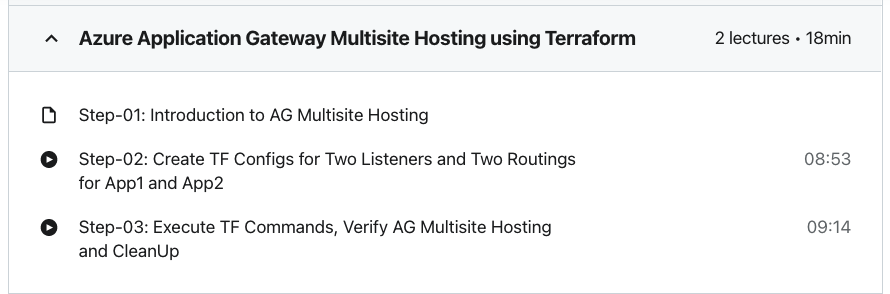 Azure Application Gateway Multisite Hosting using Terraform 2 lectures • 18min
Step-01: Introduction to AG Multisite Hosting
Step-02: Create TF Configs for Two Listeners and Two Routings 08:53
for App1 and App2
Step-03: Execute TF Commands, Verify AG Multisite Hosting 09:14
and CleanUp